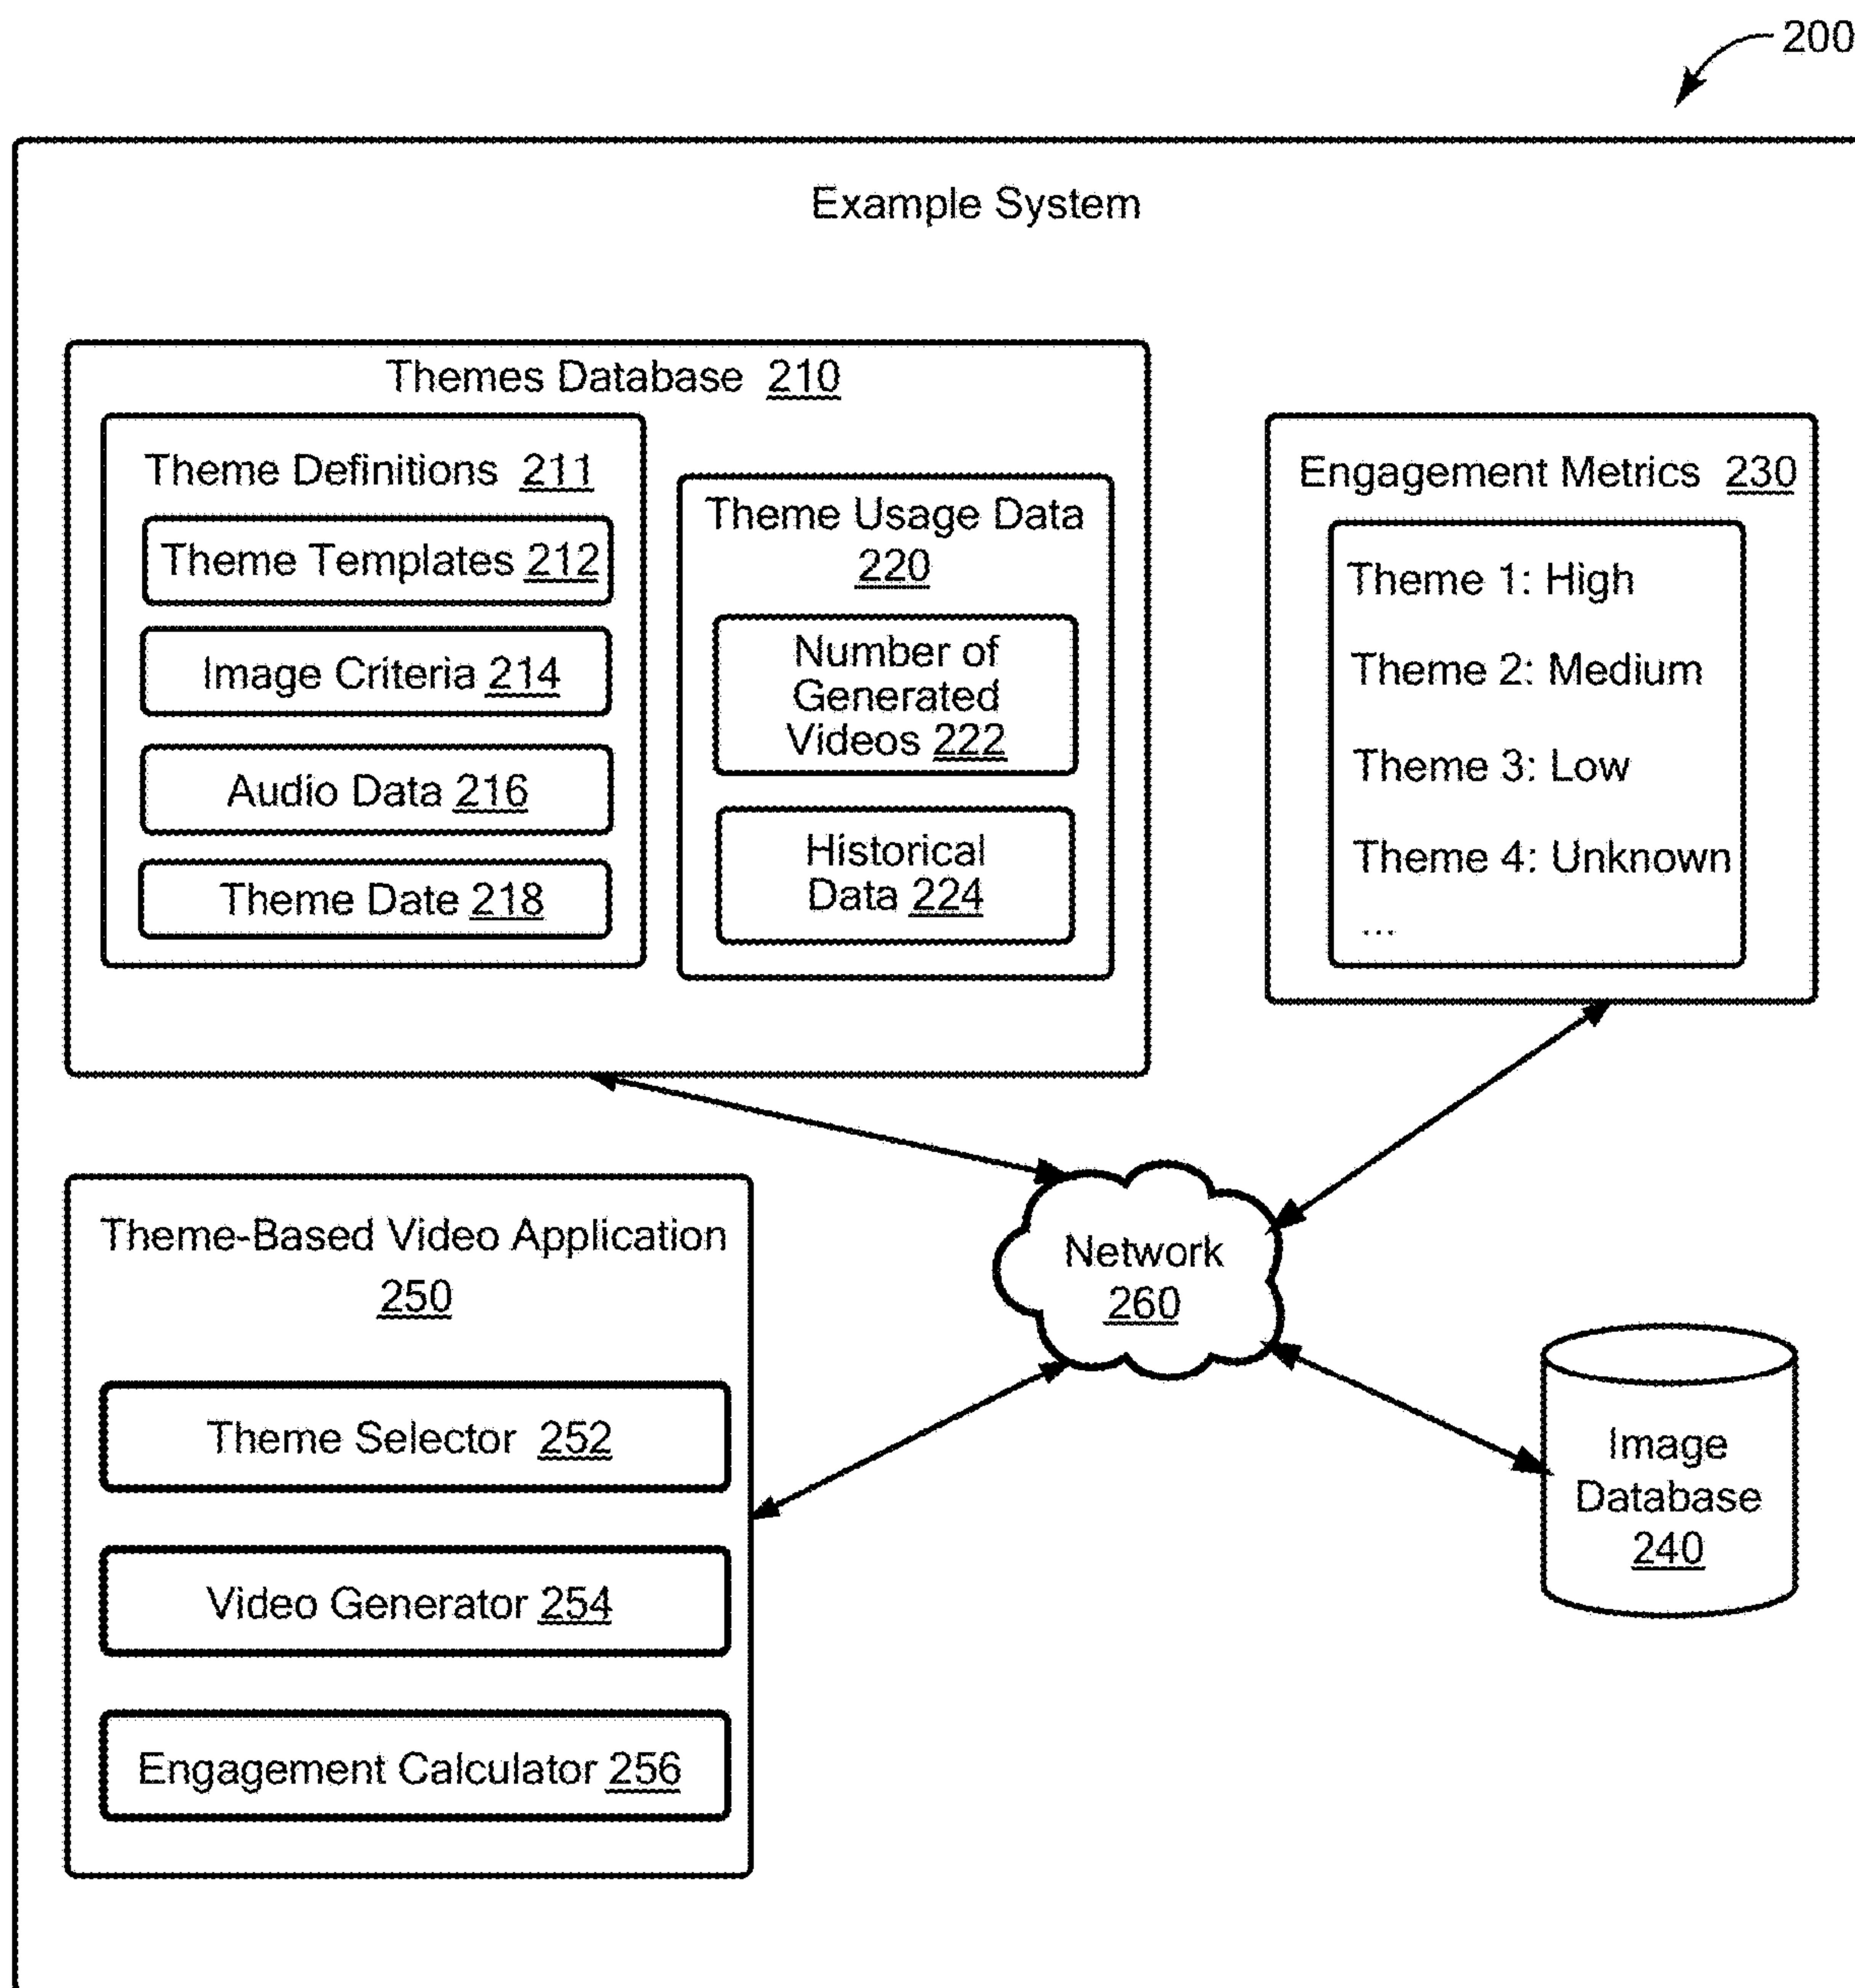 200
Example System
Themes Database 210
Theme Definitions 211
Theme Templates 212
Image Criteria 214
Audio Data 216
Theme Date 218
Theme Usage Data
220
Number of
Generated
Videos 222
Historical
Data 224
Engagement Metrics 230
Theme 1: High
Theme 2: Medium
Theme 3: Low
Theme 4: Unknown
...
Theme-Based Video Application
250
Theme Selector 252
Video Generator 254
Engagement Calculator 256
Network
260
Image
Database
240